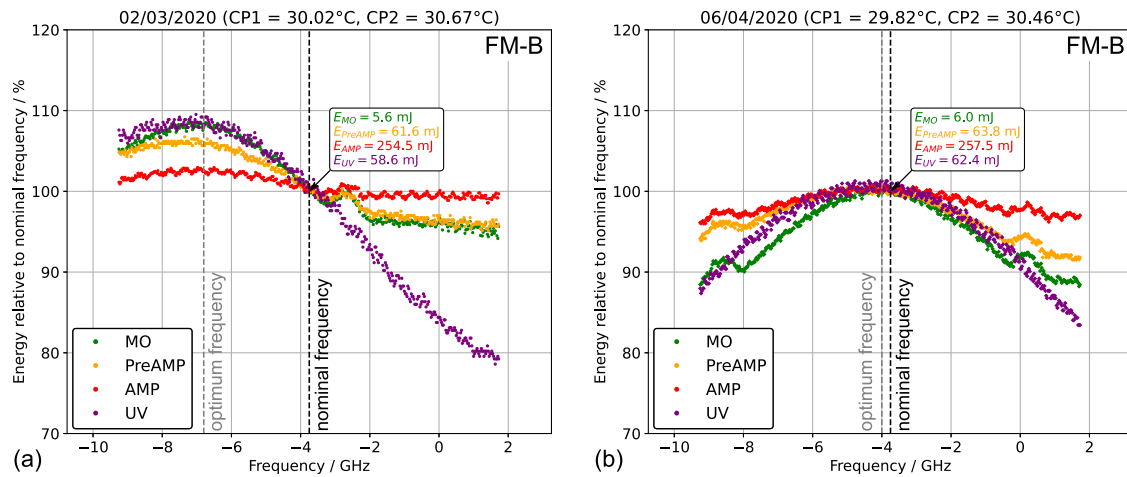 02/03/2020 (CP1 = 30.02°C, CP2 = 30.67°C)
FM-B
Energy relative to nominal frequency / %
120
110
100
90
80
70
E_MO = 5.6 mJ
E_PreAMP = 61.6 mJ
E_AMP = 254.5 mJ
E_UV = 58.6 mJ
optimum frequency
nominal frequency
MO
PreAMP
AMP
UV
−10 −8 −6 −4 −2 0 2
Frequency / GHz
(a)
06/04/2020 (CP1 = 29.82°C, CP2 = 30.46°C)
FM-B
Energy relative to nominal frequency / %
120
110
100
90
80
70
E_MO = 6.0 mJ
E_PreAMP = 63.8 mJ
E_AMP = 257.5 mJ
E_UV = 62.4 mJ
optimum frequency
nominal frequency
MO
PreAMP
AMP
UV
−10 −8 −6 −4 −2 0 2
Frequency / GHz
(b)